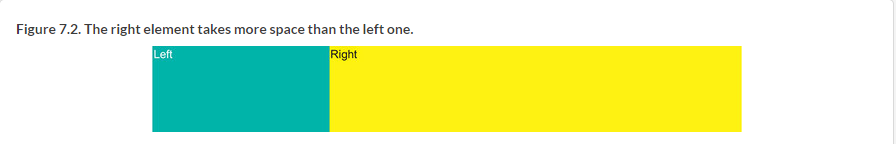 Figure 7.2. The right element takes more space than the left one.
Left Right